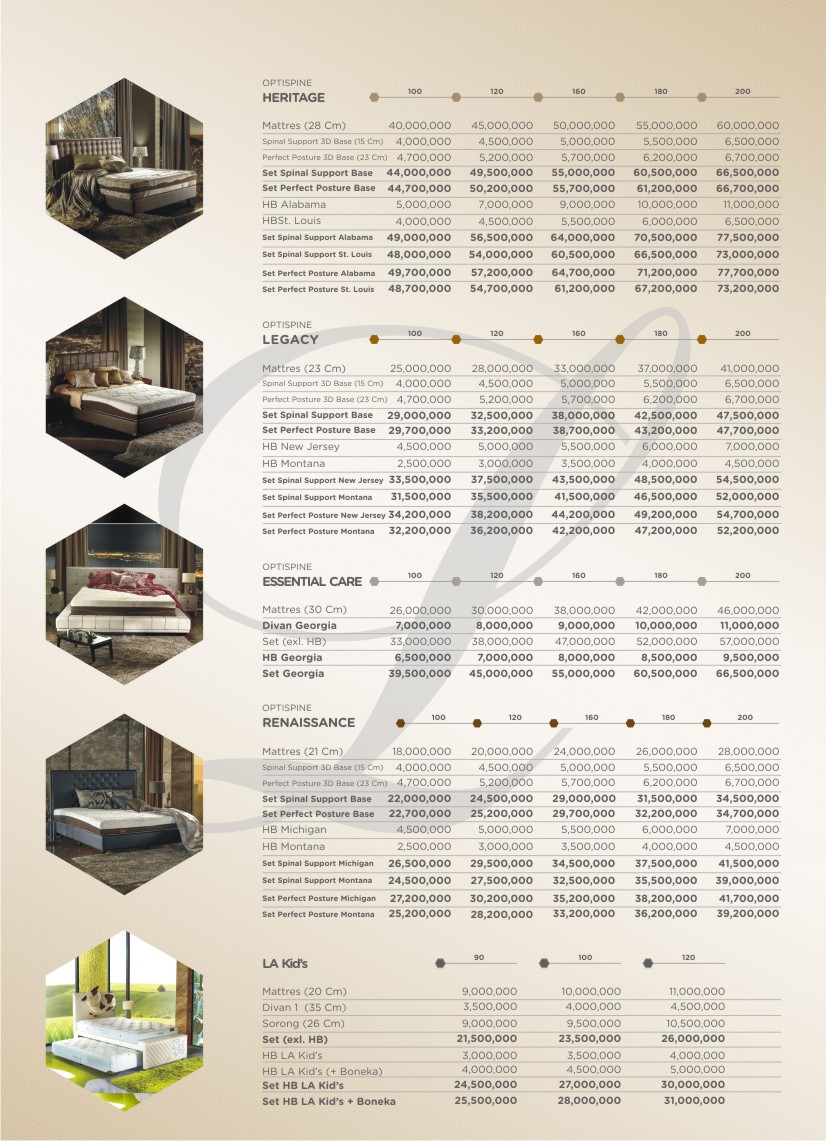 OPTISPINE
HERITAGE 100 120 160 180 200
Mattres (28 Cm) 40,000,000 45,000,000 50,000,000 55,000,000 60,000,000
Spinal Support 3D Base (15 Cm) 4,000,000 4,500,000 5,000,000 5,500,000 6,500,000
Perfect Posture 3D Base (23 Cm) 4,700,000 5,200,000 5,700,000 6,200,000 6,700,000
Set Spinal Support Base 44,000,000 49,500,000 55,000,000 60,500,000 66,500,000
Set Perfect Posture Base 44,700,000 50,200,000 55,700,000 61,200,000 66,700,000
HB Alabama 5,000,000 7,000,000 9,000,000 10,000,000 11,000,000
HBSt. Louis 4,000,000 4,500,000 5,500,000 6,000,000 6,500,000
Set Spinal Support Alabama 49,000,000 56,500,000 64,000,000 70,500,000 77,500,000
Set Spinal Support St. Louis 48,000,000 54,000,000 60,500,000 66,500,000 73,000,000
Set Perfect Posture Alabama 49,700,000 57,200,000 64,700,000 71,200,000 77,700,000
Set Perfect Posture St. Louis 48,700,000 54,700,000 61,200,000 67,200,000 73,200,000
OPTISPINE
LEGACY 100 120 160 180 200
Mattres (23 Cm) 25,000,000 28,000,000 33,000,000 37,000,000 41,000,000
Spinal Support 3D Base (15 Cm) 4,000,000 4,500,000 5,000,000 5,500,000 6,500,000
Perfect Posture 3D Base (23 Cm) 4,700,000 5,200,000 5,700,000 6,200,000 6,700,000
Set Spinal Support Base 29,000,000 32,500,000 38,000,000 42,500,000 47,500,000
Set Perfect Posture Base 29,700,000 33,200,000 38,700,000 43,200,000 47,700,000
HB New Jersey 4,500,000 5,000,000 5,500,000 6,000,000 7,000,000
HB Montana 2,500,000 3,000,000 3,500,000 4,000,000 4,500,000
Set Spinal Support New Jersey 33,500,000 37,500,000 43,500,000 48,500,000 54,500,000
Set Spinal Support Montana 31,500,000 35,500,000 41,500,000 46,500,000 52,000,000
Set Perfect Posture New Jersey 34,200,000 38,200,000 44,200,000 49,200,000 54,700,000
Set Perfect Posture Montana 32,200,000 36,200,000 42,200,000 47,200,000 52,200,000
OPTISPINE
ESSENTIAL CARE 100 120 160 180 200
Mattres (30 Cm) 26,000,000 30,000,000 38,000,000 42,000,000 46,000,000
Divan Georgia 7,000,000 8,000,000 9,000,000 10,000,000 11,000,000
Set (exl. HB) 33,000,000 38,000,000 47,000,000 52,000,000 57,000,000
HB Georgia 6,500,000 7,000,000 8,000,000 8,500,000 9,500,000
Set Georgia 39,500,000 45,000,000 55,000,000 60,500,000 66,500,000
OPTISPINE
RENAISSANCE 100 120 160 180 200
Mattres (21 Cm) 18,000,000 20,000,000 24,000,000 26,000,000 28,000,000
Spinal Support 3D Base (15 Cm) 4,000,000 4,500,000 5,000,000 5,500,000 6,500,000
Perfect Posture 3D Base (23 Cm) 4,700,000 5,200,000 5,700,000 6,200,000 6,700,000
Set Spinal Support Base 22,000,000 24,500,000 29,000,000 31,500,000 34,500,000
Set Perfect Posture Base 22,700,000 25,200,000 29,700,000 32,200,000 34,700,000
HB Michigan 4,500,000 5,000,000 5,500,000 6,000,000 7,000,000
HB Montana 2,500,000 3,000,000 3,500,000 4,000,000 4,500,000
Set Spinal Support Michigan 26,500,000 29,500,000 34,500,000 37,500,000 41,500,000
Set Spinal Support Montana 24,500,000 27,500,000 32,500,000 35,500,000 39,000,000
Set Perfect Posture Michigan 27,200,000 30,200,000 35,200,000 38,200,000 41,700,000
Set Perfect Posture Montana 25,200,000 28,200,000 33,200,000 36,200,000 39,200,000
LA Kid's 90 100 120
Mattres (20 Cm) 9,000,000 10,000,000 11,000,000
Divan 1 (35 Cm) 3,500,000 4,000,000 4,500,000
Sorong (26 Cm) 9,000,000 9,500,000 10,500,000
Set (exl. HB) 21,500,000 23,500,000 26,000,000
HB LA Kid's 3,000,000 3,500,000 4,000,000
HB LA Kid's (+ Boneka) 4,000,000 4,500,000 5,000,000
Set HB LA Kid's 24,500,000 27,000,000 30,000,000
Set HB LA Kid's + Boneka 25,500,000 28,000,000 31,000,000